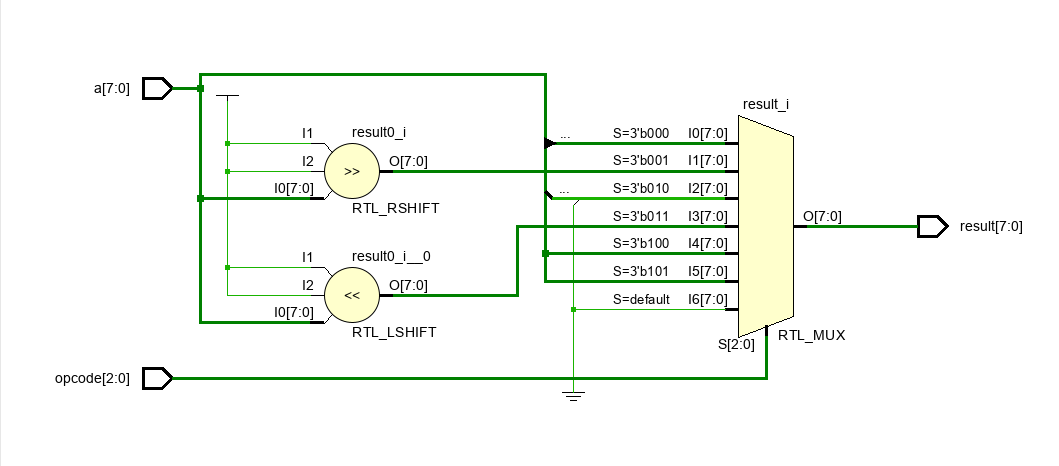 result_i
a[7:0]
result0_i
I1
I2
I0[7:0]
>>
O[7:0]
RTL_RSHIFT
result0_i__0
I1
I2
I0[7:0]
<<
O[7:0]
RTL_LSHIFT
... S=3'b000 I0[7:0]
S=3'b001 I1[7:0]
... S=3'b010 I2[7:0]
S=3'b011 I3[7:0]
S=3'b100 I4[7:0]
S=3'b101 I5[7:0]
S=default I6[7:0]
O[7:0]
result[7:0]
S[2:0]
RTL_MUX
opcode[2:0]